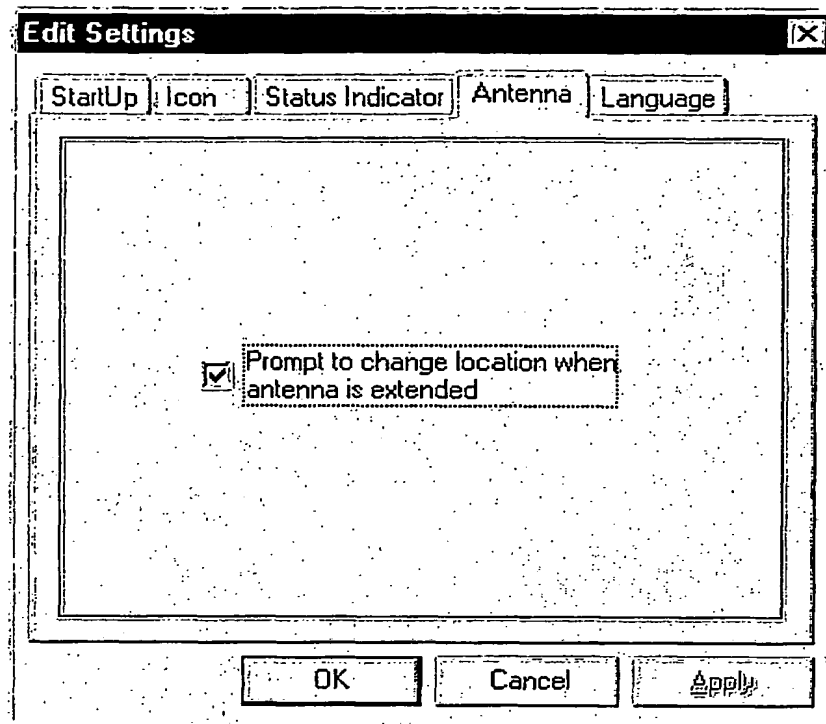 Edit Settings
StartUp Icon Status Indicator Antenna Language
Prompt to change location when
antenna is extended
OK Cancel Apply